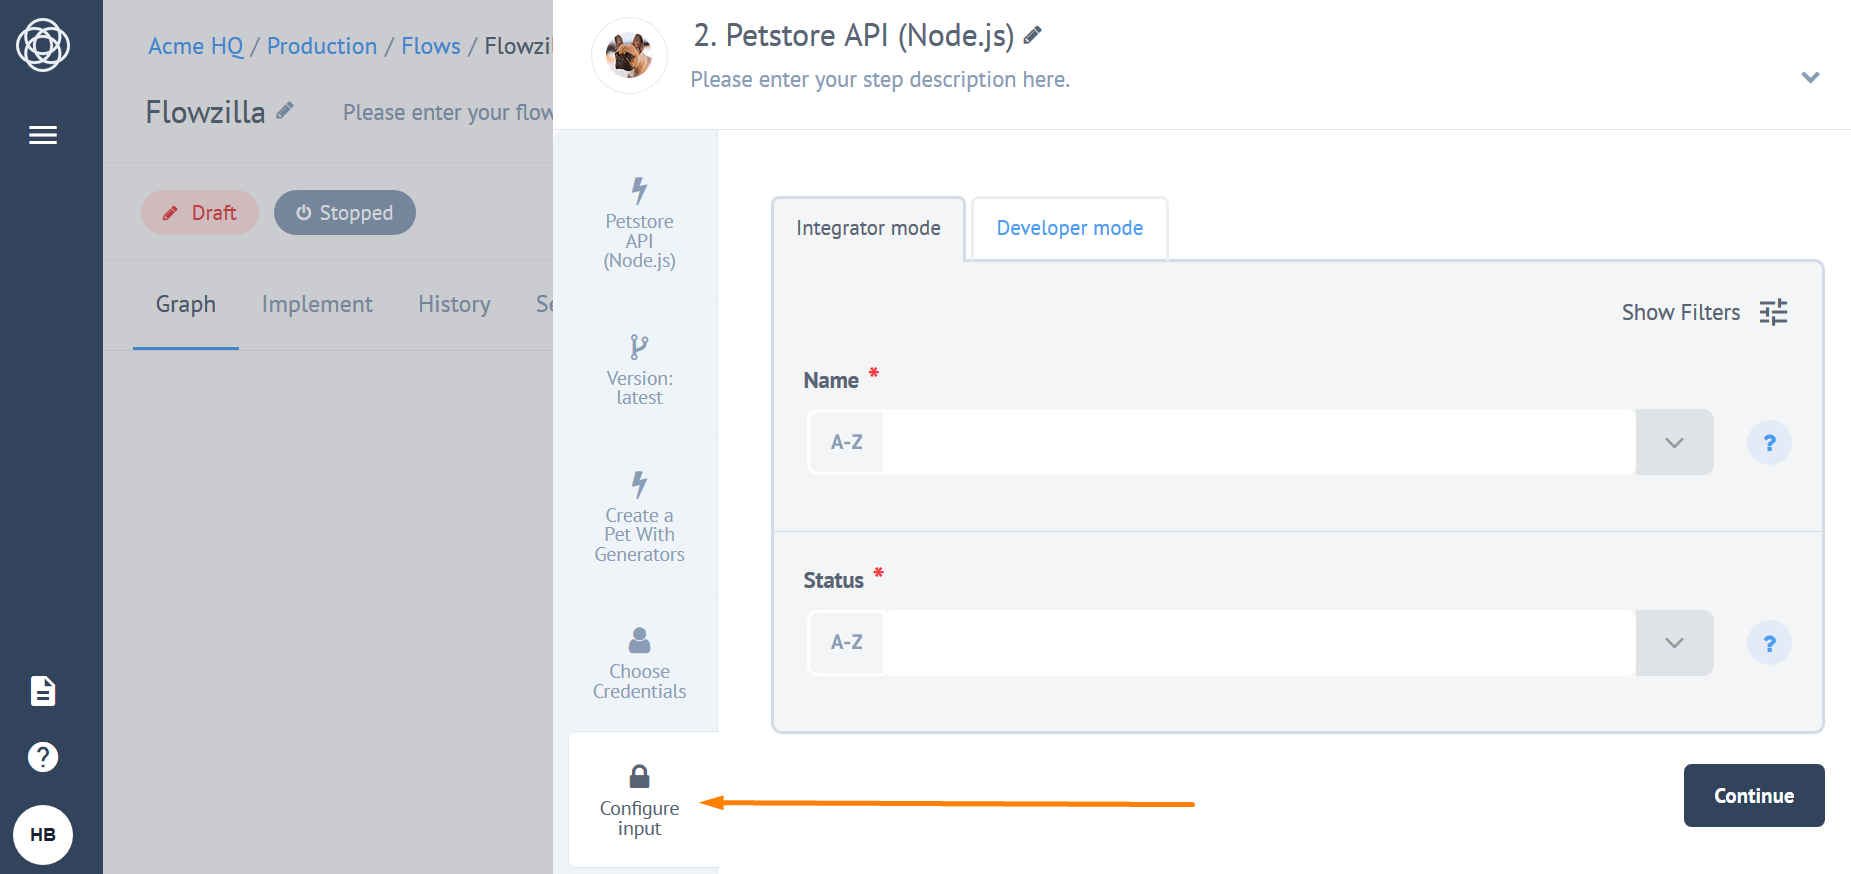 Acme HQ / Production / Flows / Flowzil
Flowzilla
Please enter your flow
Draft
Stopped
Graph
Implement
History
Se
HB
2. Petstore API (Node.js)
Please enter your step description here.
Petstore
API
(Node.js)
Version:
latest
Create a
Pet With
Generators
Choose
Credentials
Configure
input
Integrator mode
Developer mode
Show Filters
Name *
A-Z
?
Status *
A-Z
?
Continue